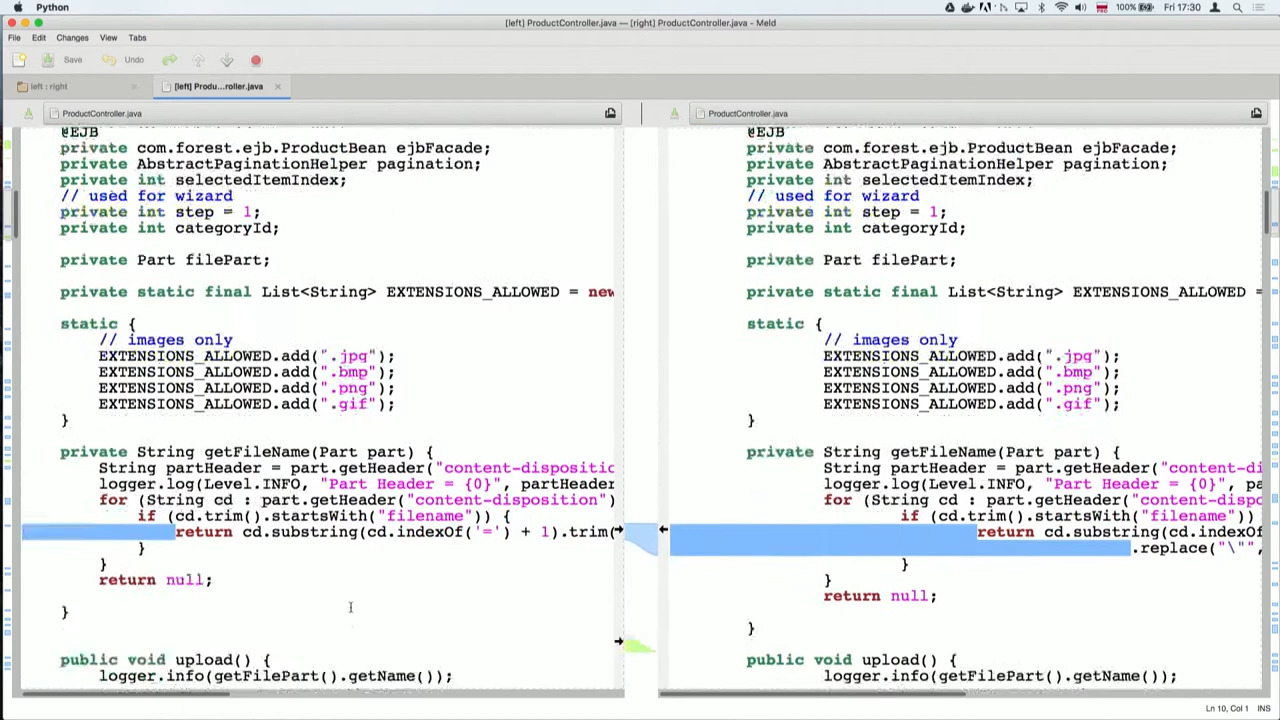 Python
100%
Fri 17:30
[left] ProductController.java — [right] ProductController.java - Meld
File Edit Changes View Tabs
Save Undo
left : right
[left] Produ...roller.java
ProductController.java
@EJB
private com.forest.ejb.ProductBean ejbFacade;
private AbstractPaginationHelper pagination;
private int selectedItemIndex;
// used for wizard
private int step = 1;
private int categoryId;
private Part filePart;
private static final List<String> EXTENSIONS_ALLOWED = new
static {
// images only
EXTENSIONS_ALLOWED.add(".jpg");
EXTENSIONS_ALLOWED.add(".bmp");
EXTENSIONS_ALLOWED.add(".png");
EXTENSIONS_ALLOWED.add(".gif");
}
private String getFileName(Part part) {
String partHeader = part.getHeader("content-dispositic
logger.log(Level.INFO, "Part Header = {0}", partHeader
for (String cd : part.getHeader("content-disposition")
if (cd.trim().startsWith("filename")) {
return cd.substring(cd.indexOf('=') + 1).trim(
}
}
return null;
}
public void upload() {
logger.info(getFilePart().getName());
ProductController.java
@EJB
private com.forest.ejb.ProductBean ejbFacade;
private AbstractPaginationHelper pagination;
private int selectedItemIndex;
// used for wizard
private int step = 1;
private int categoryId;
private Part filePart;
private static final List<String> EXTENSIONS_ALLOWED =
static {
// images only
EXTENSIONS_ALLOWED.add(".jpg");
EXTENSIONS_ALLOWED.add(".bmp");
EXTENSIONS_ALLOWED.add(".png");
EXTENSIONS_ALLOWED.add(".gif");
}
private String getFileName(Part part) {
String partHeader = part.getHeader("content-di
logger.log(Level.INFO, "Part Header = {0}", pa
for (String cd : part.getHeader("content-dispo
if (cd.trim().startsWith("filename"))
return cd.substring(cd.indexOf
.replace("\"",
}
}
return null;
}
public void upload() {
logger.info(getFilePart().getName());
Ln 10, Col 1 INS